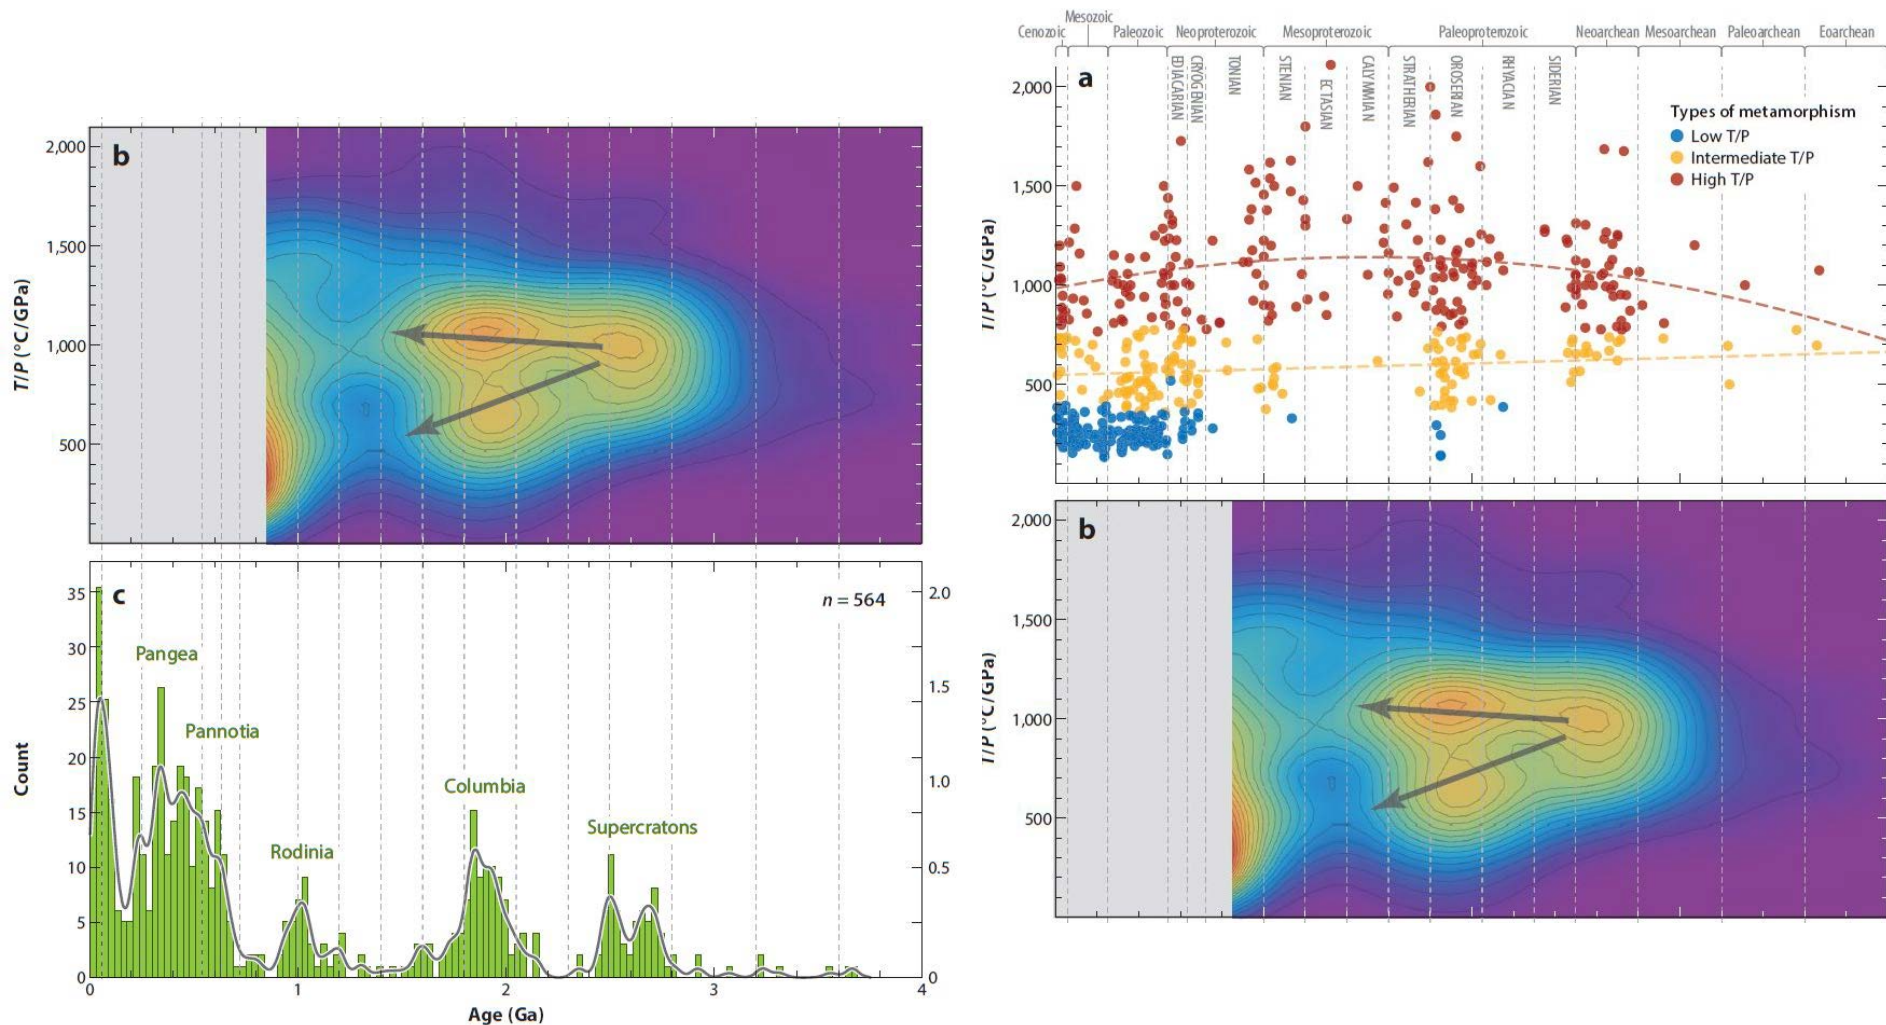 b
2,000
1,500
1,000
500
T/P (°C/GPa)
c
n = 564
35
30
25
20
15
10
5
0
Count
2.0
1.5
1.0
0.5
0
Pangea
Pannotia
Rodinia
Columbia
Supercratons
0
1
2
3
4
Age (Ga)
Mesozoic
Cenozoic
Paleozoic
Neoproterozoic
Mesoproterozoic
Paleoproterozoic
Neoarchean
Mesoarchean
Paleoarchean
Eoarchean
a
EDIACARIAN
CRYOGENIAN
TONIAN
STENIAN
ECTASIAN
CALYMMIAN
STRATHERIAN
OROSERIAN
RHYACIAN
SIDERIAN
Types of metamorphism
Low T/P
Intermediate T/P
High T/P
2,000
1,500
1,000
500
T/P (°C/GPa)
b
2,000
1,500
1,000
500
T/P (°C/GPa)